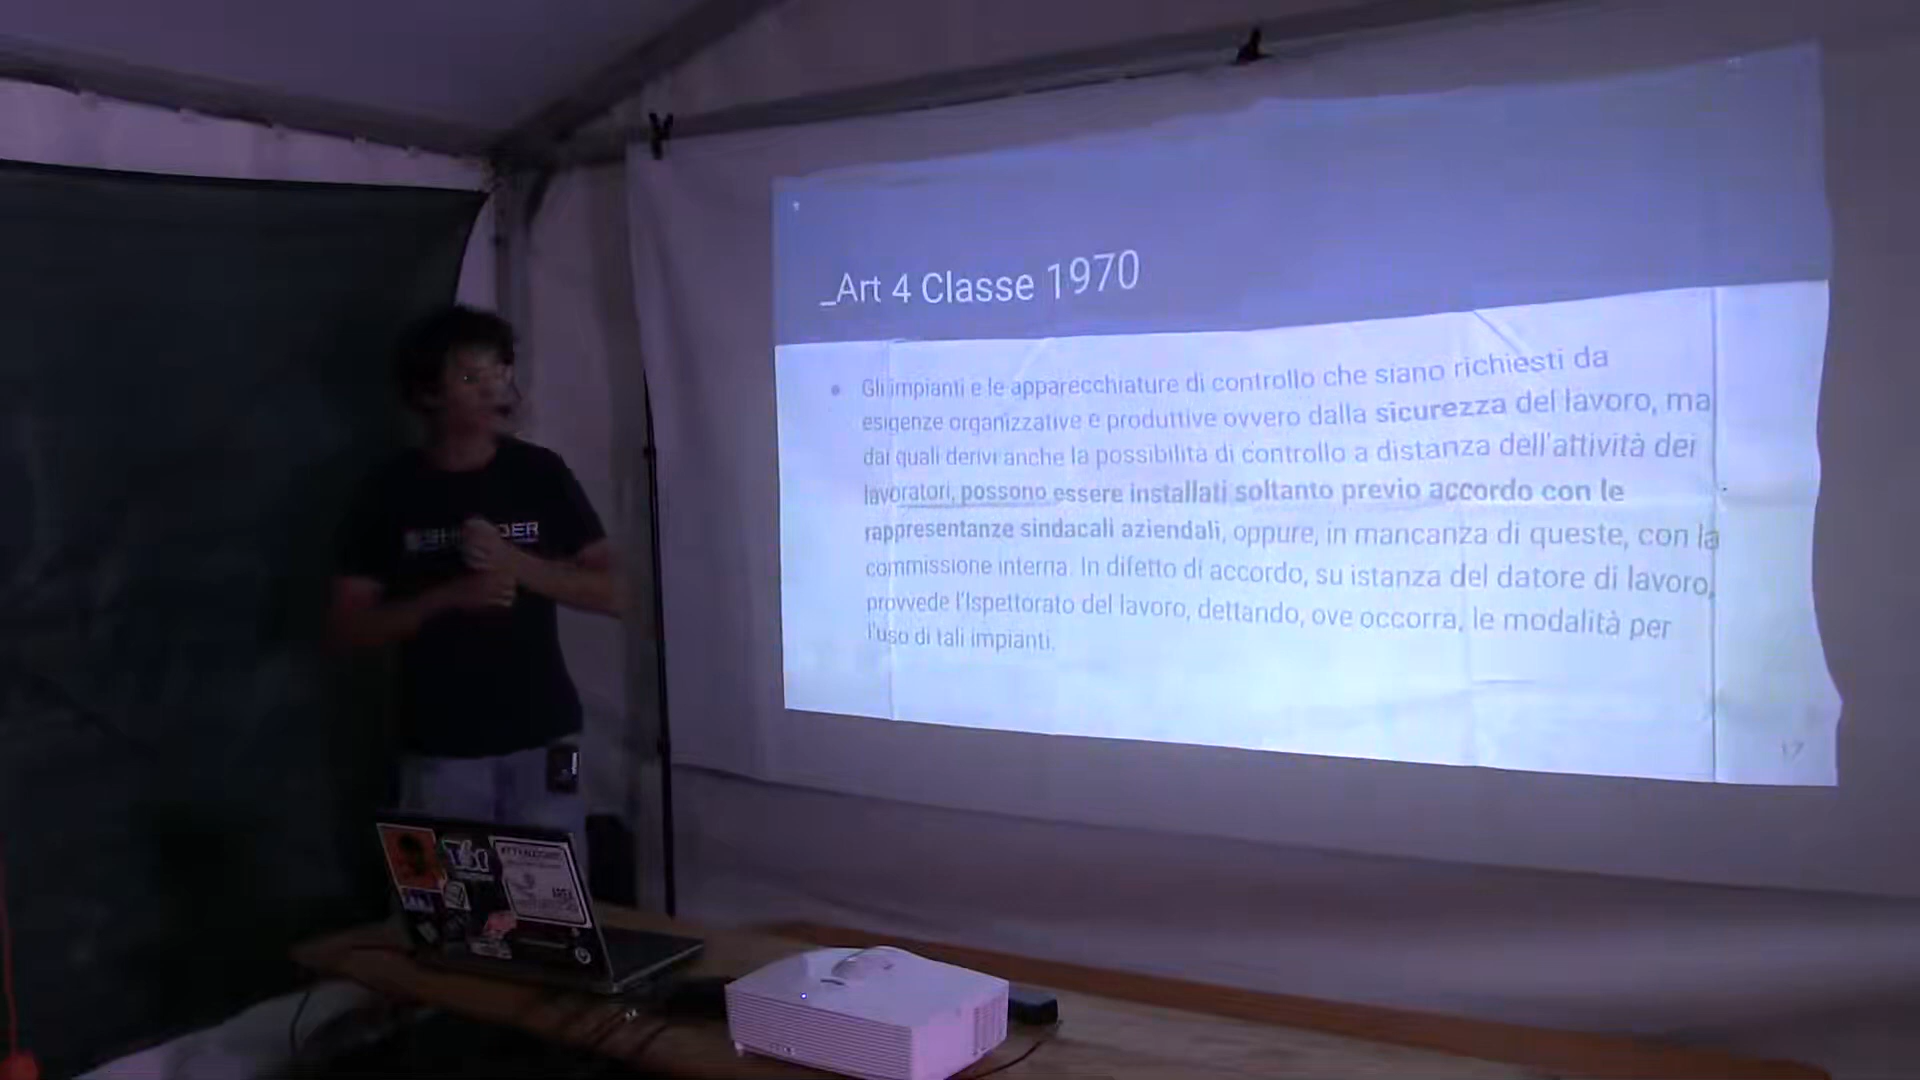 _Art 4 Classe 1970
Gli impianti e le apparecchiature di controllo che siano richiesti da
esigenze organizzative e produttive ovvero dalla sicurezza del lavoro, ma
dai quali derivi anche la possibilità di controllo a distanza dell'attività dei
lavoratori, possono essere installati soltanto previo accordo con le
rappresentanze sindacali aziendali, oppure, in mancanza di queste, con la
commissione interna. In difetto di accordo, su istanza del datore di lavoro,
provvede l'Ispettorato del lavoro, dettando, ove occorra, le modalità per
l'uso di tali impianti.
17